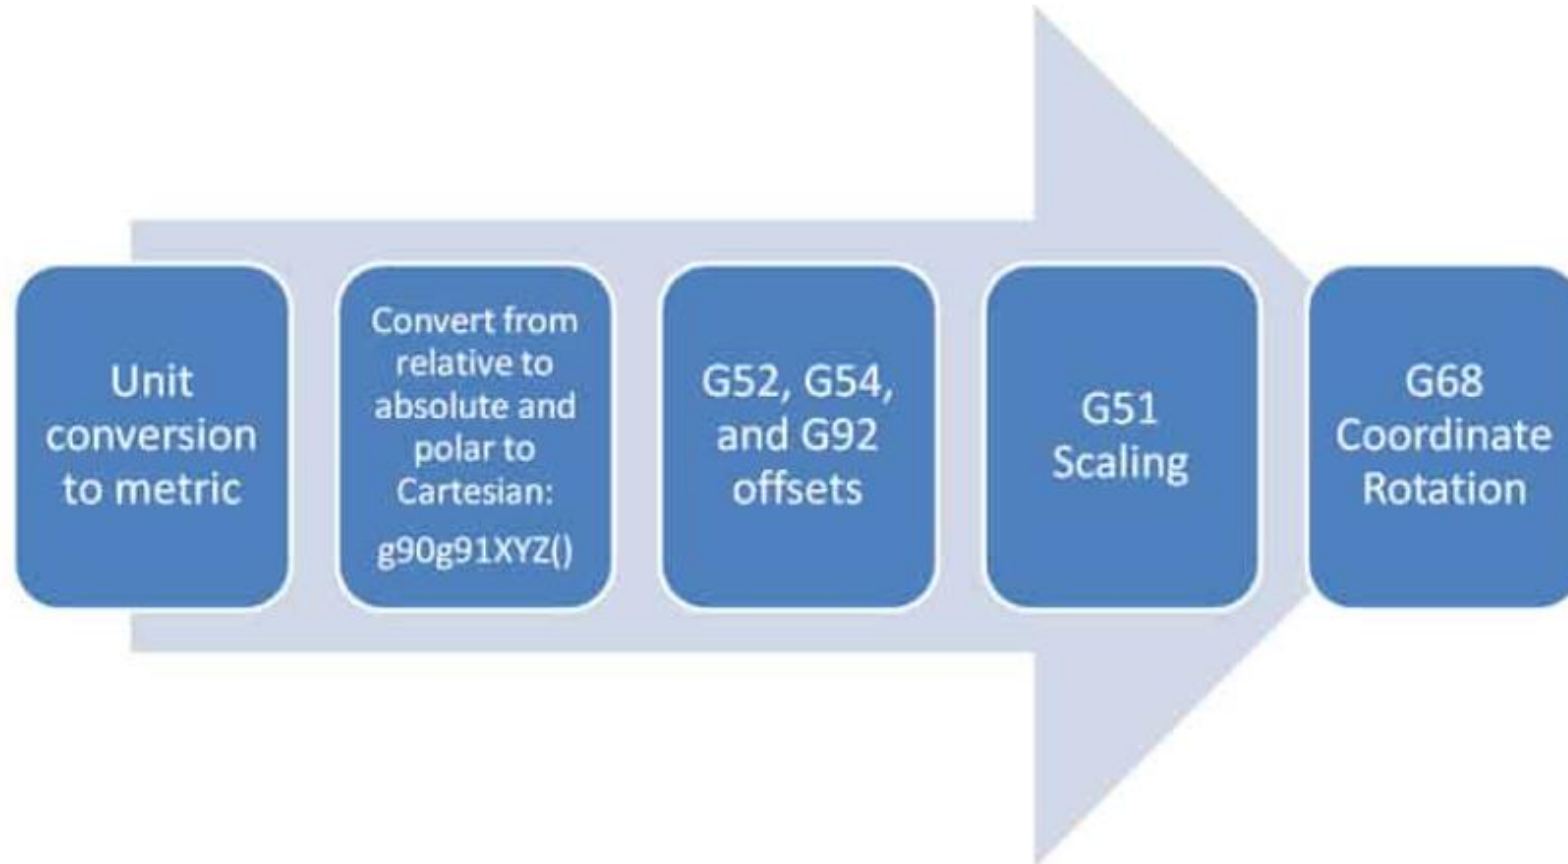 Unit
conversion
to metric
Convert from
relative to
absolute and
polar to
Cartesian:
g90g91XYZ()
G52, G54,
and G92
offsets
G51
Scaling
G68
Coordinate
Rotation